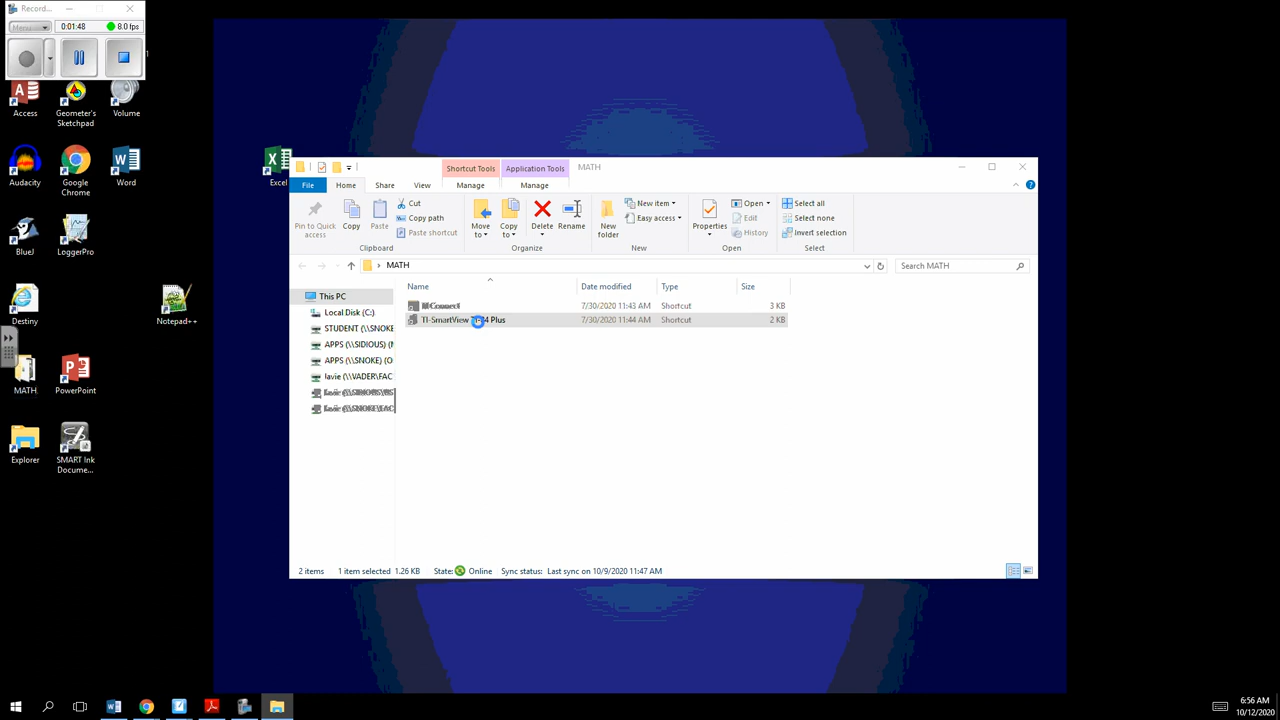 Record...
0:01:48
8.0 fps
Access
Geometer's
Sketchpad
Volume
Audacity
Google
Chrome
Word
Excel
BlueJ
LoggerPro
Destiny
Notepad++
MATH
PowerPoint
Explorer
SMART Ink
Docume...
Shortcut Tools
Application Tools
MATH
File
Home
Share
View
Manage
Manage
Pin to Quick
access
Copy
Paste
Cut
Copy path
Paste shortcut
Clipboard
Move
to
Copy
to
Delete
Rename
Organize
New
folder
New item
Easy access
New
Properties
Open
Edit
History
Open
Select all
Select none
Invert selection
Select
MATH
Search MATH
Name
Date modified
Type
Size
This PC
Local Disk (C:)
STUDENT (\\SNOKE
APPS (\\SIDIOUS) (
APPS (\\SNOKE) (O
(\\VADER\FAC
7/30/2020 11:43 AM
Shortcut
3 KB
TI-SmartView TI-84 Plus
7/30/2020 11:44 AM
Shortcut
2 KB
2 items
1 item selected 1.26 KB
State:
Online
Sync status:
Last sync on 10/9/2020 11:47 AM
6:56 AM
10/12/2020